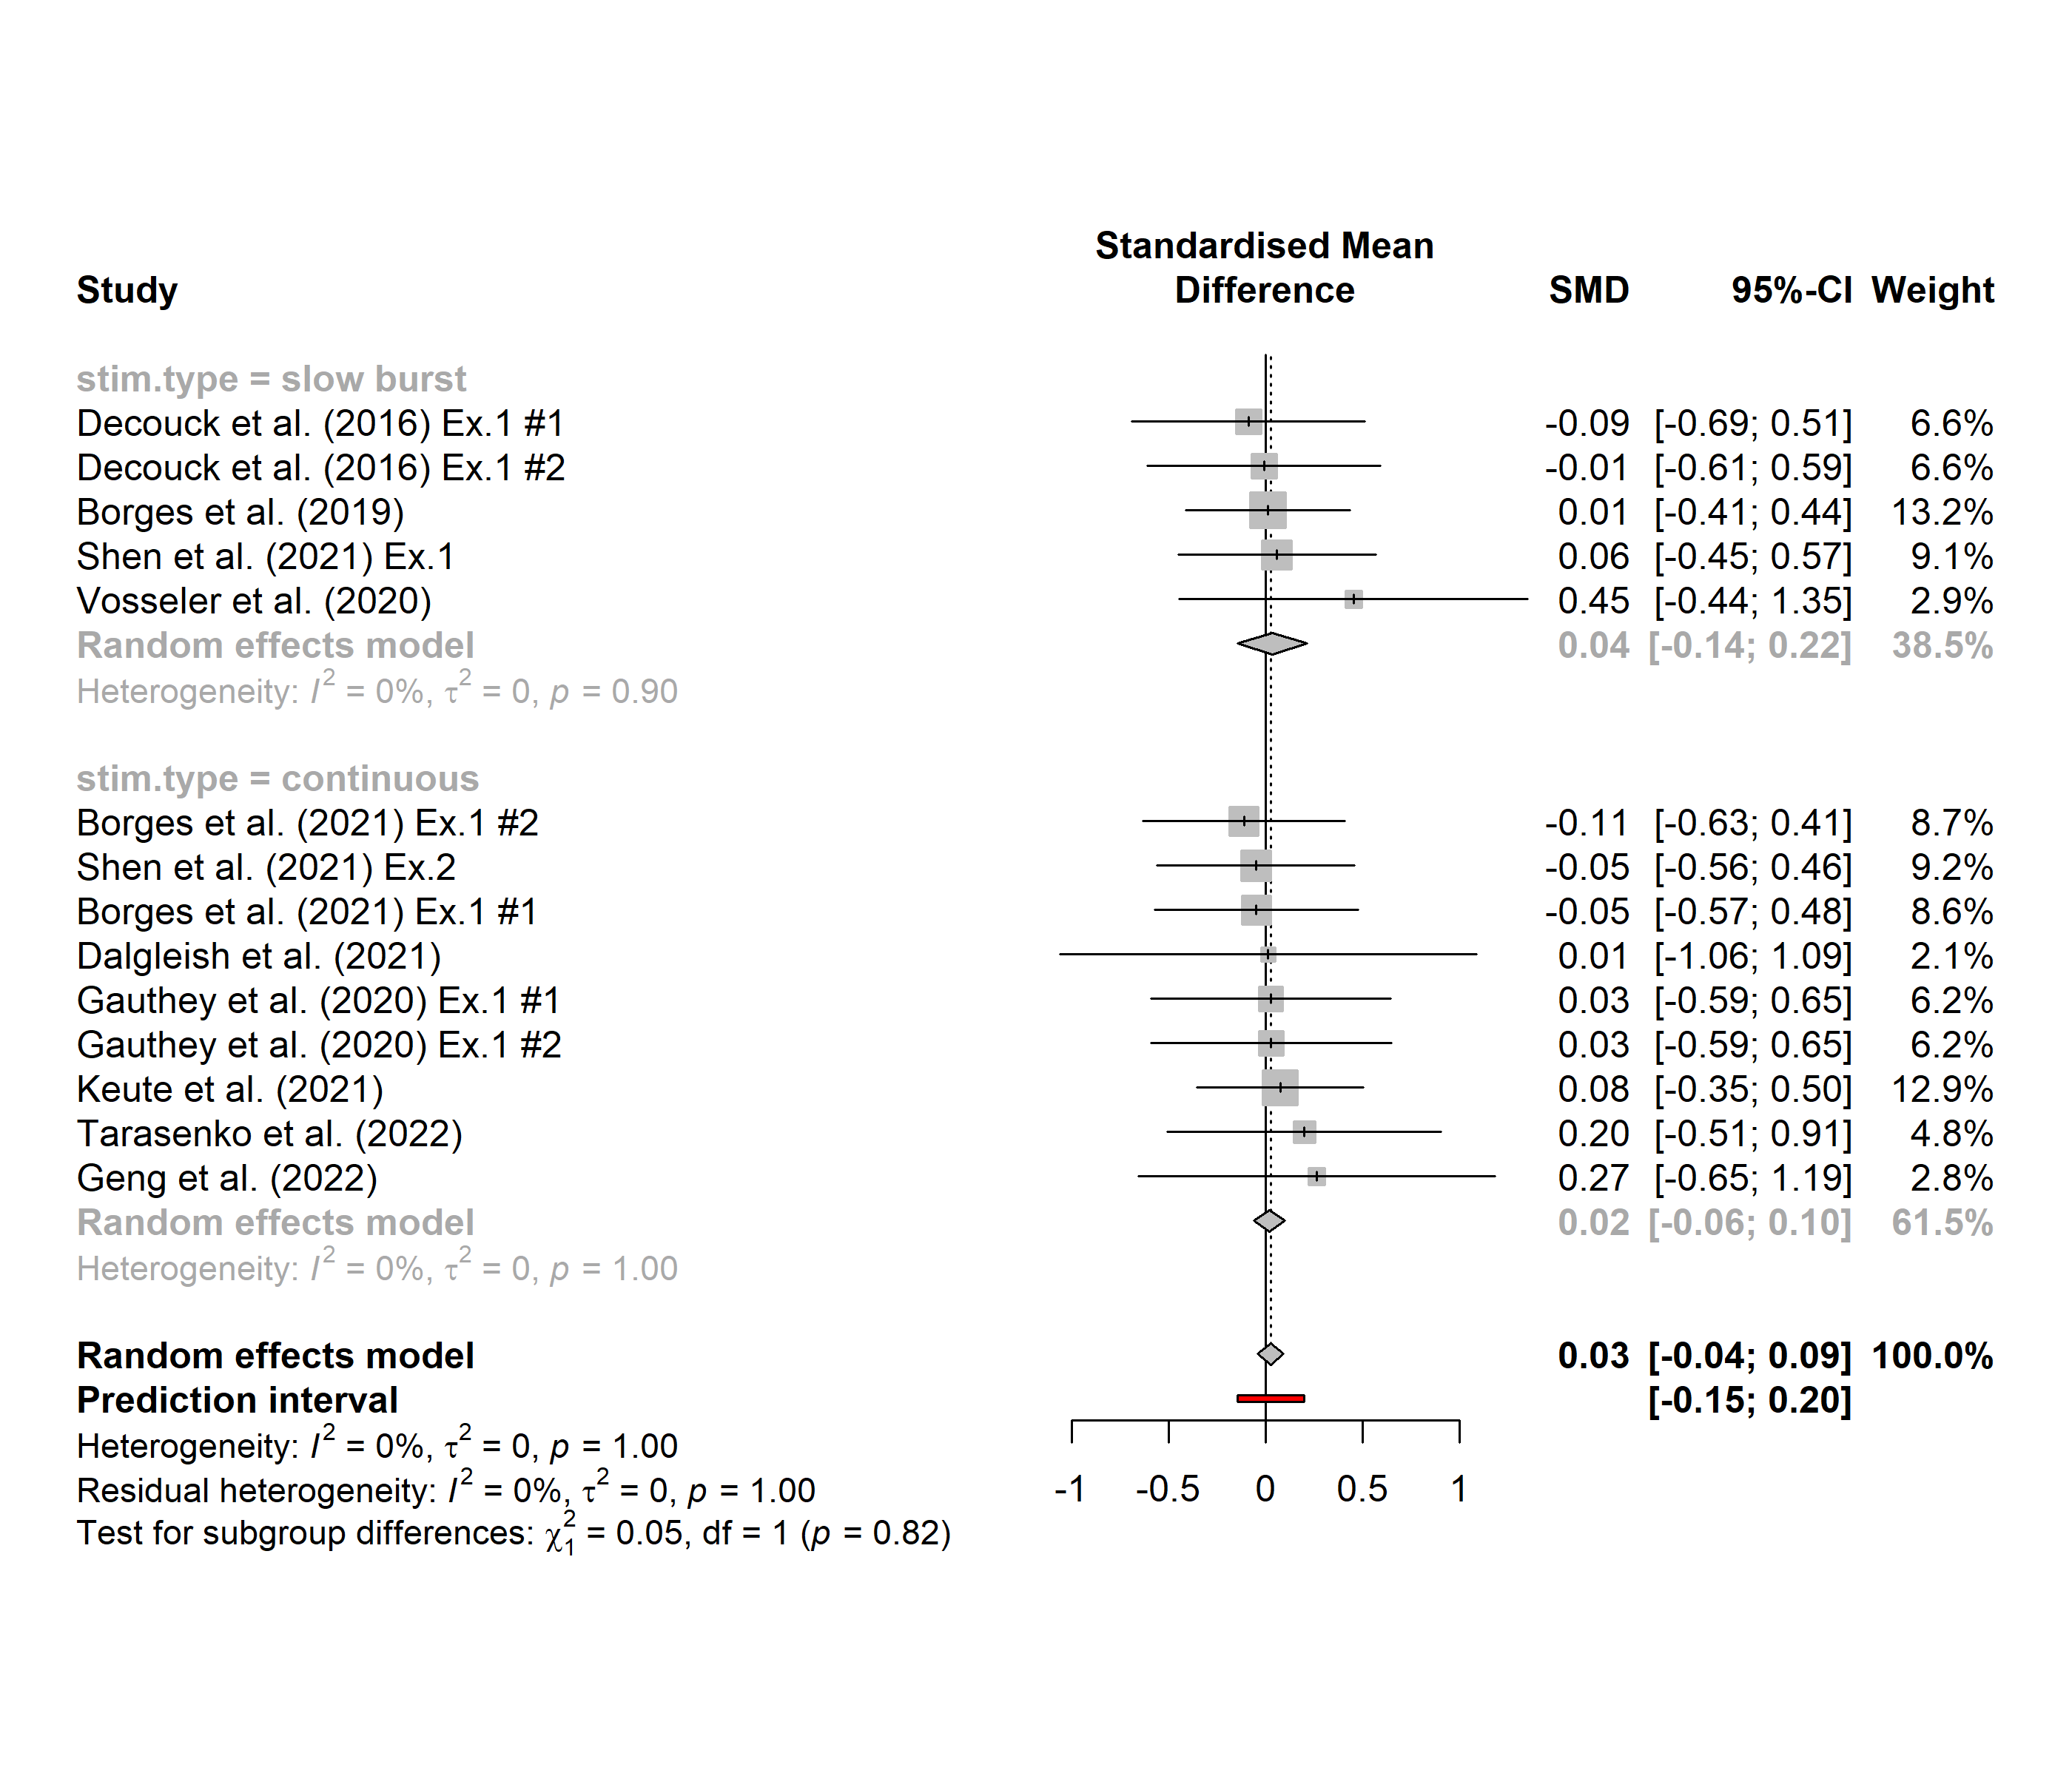 Standardised Mean
Study Difference SMD 95%-CI Weight
stim.type = slow burst
Decouck et al. (2016) Ex.1 #1 -0.09 [-0.69; 0.51] 6.6%
Decouck et al. (2016) Ex.1 #2 -0.01 [-0.61; 0.59] 6.6%
Borges et al. (2019) 0.01 [-0.41; 0.44] 13.2%
Shen et al. (2021) Ex.1 0.06 [-0.45; 0.57] 9.1%
Vosseler et al. (2020) 0.45 [-0.44; 1.35] 2.9%
Random effects model 0.04 [-0.14; 0.22] 38.5%
Heterogeneity: I² = 0%, τ² = 0, p = 0.90
stim.type = continuous
Borges et al. (2021) Ex.1 #2 -0.11 [-0.63; 0.41] 8.7%
Shen et al. (2021) Ex.2 -0.05 [-0.56; 0.46] 9.2%
Borges et al. (2021) Ex.1 #1 -0.05 [-0.57; 0.48] 8.6%
Dalgleish et al. (2021) 0.01 [-1.06; 1.09] 2.1%
Gauthey et al. (2020) Ex.1 #1 0.03 [-0.59; 0.65] 6.2%
Gauthey et al. (2020) Ex.1 #2 0.03 [-0.59; 0.65] 6.2%
Keute et al. (2021) 0.08 [-0.35; 0.50] 12.9%
Tarasenko et al. (2022) 0.20 [-0.51; 0.91] 4.8%
Geng et al. (2022) 0.27 [-0.65; 1.19] 2.8%
Random effects model 0.02 [-0.06; 0.10] 61.5%
Heterogeneity: I² = 0%, τ² = 0, p = 1.00
Random effects model 0.03 [-0.04; 0.09] 100.0%
Prediction interval [-0.15; 0.20]
Heterogeneity: I² = 0%, τ² = 0, p = 1.00
Residual heterogeneity: I² = 0%, τ² = 0, p = 1.00
-1 -0.5 0 0.5 1
Test for subgroup differences: χ²₁ = 0.05, df = 1 (p = 0.82)